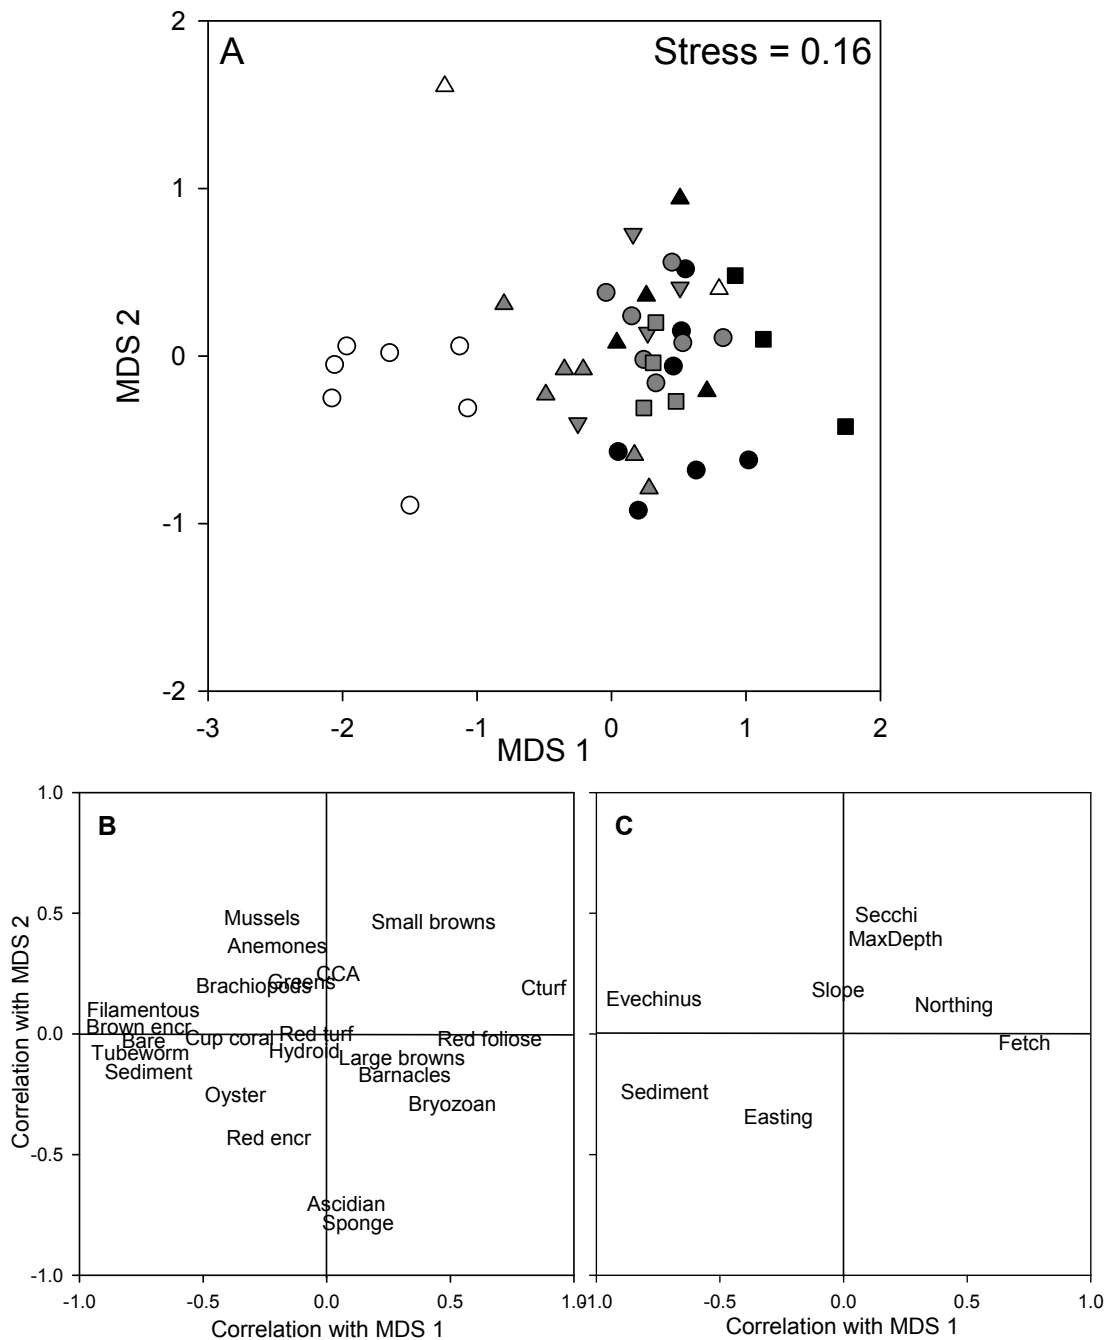 A
Stress = 0.16
2
1
0
-1
-2
MDS 2
-3
-2
-1
0
1
2
MDS 1
B
1.0
0.5
0.0
-0.5
-1.0
Correlation with MDS 2
Mussels
Small browns
Anemones
CCA
Greens
Brachiopods
Cturf
Filamentous
Brown encr
Bare
Cup coral
Red turf
Red foliose
Tubeworm
Hydroid
Large browns
Sediment
Barnacles
Oyster
Bryozoan
Red encr
Ascidian
Sponge
-1.0
-0.5
0.0
0.5
1.0
Correlation with MDS 1
C
Secchi
MaxDepth
Slope
Evechinus
Northing
Fetch
Sediment
Easting
-1.0
-0.5
0.0
0.5
1.0
Correlation with MDS 1